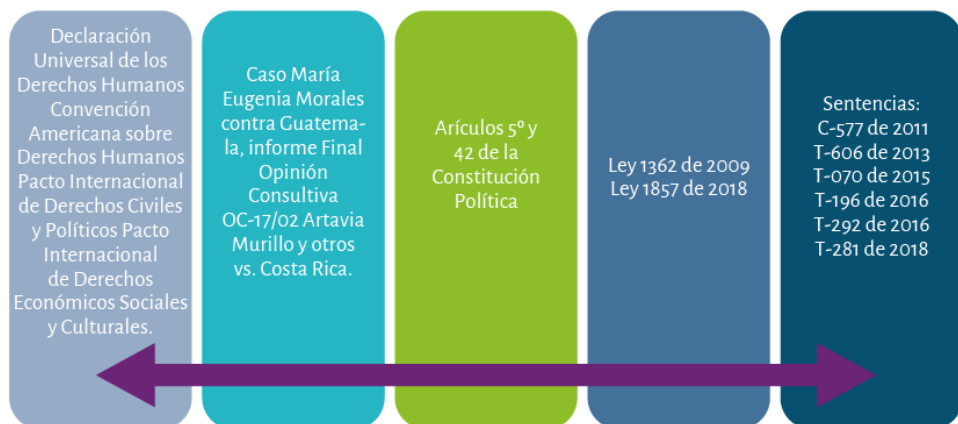 Declaración
Universal de los
Derechos Humanos
Convención
Americana sobre
Derechos Humanos
Pacto Internacional
de Derechos Civiles
y Políticos Pacto
Internacional
de Derechos
Económicos Sociales
y Culturales.
Caso María
Eugenia Morales
contra Guatema-
la, informe Final
Opinión
Consultiva
OC-17/02 Artavia
Murillo y otros
vs. Costa Rica.
Arículos 5º y
42 de la
Constitución
Política
Ley 1362 de 2009
Ley 1857 de 2018
Sentencias:
C-577 de 2011
T-606 de 2013
T-070 de 2015
T-196 de 2016
T-292 de 2016
T-281 de 2018